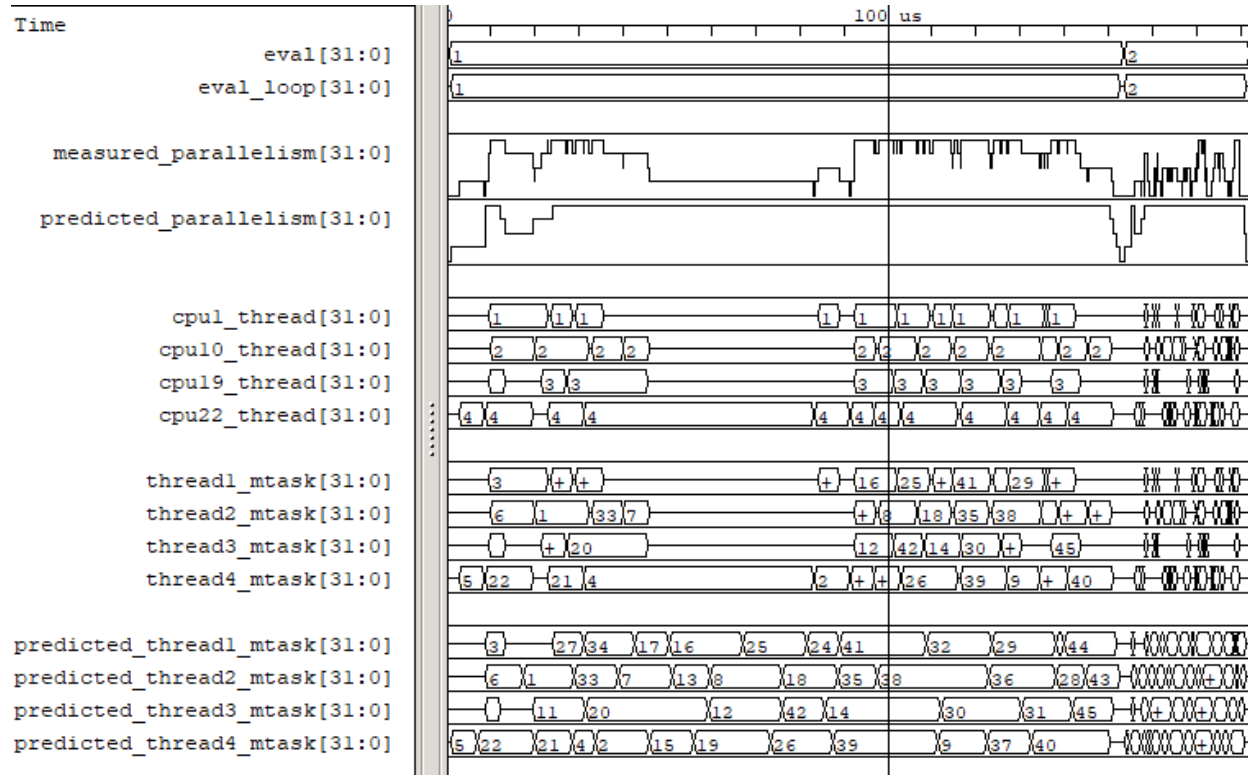 Time 0 100 us
eval[31:0] 1 2
eval_loop[31:0] 1 2
measured_parallelism[31:0]
predicted_parallelism[31:0]
cpu1_thread[31:0] 1 1 1 1 1 1 1 1 1 1
cpu10_thread[31:0] 2 2 2 2 2 2 2 2 2 2 2
cpu19_thread[31:0] 3 3 3 3 3 3 3 3
cpu22_thread[31:0] 4 4 4 4 4 4 4 4 4 4 4 4
thread1_mtask[31:0] 3 + + + 16 25 + 41 29 +
thread2_mtask[31:0] 6 1 33 7 + 8 18 35 38 + +
thread3_mtask[31:0] + 20 12 42 14 30 + 45
thread4_mtask[31:0] 5 22 21 4 2 + + 26 39 9 + 40
predicted_thread1_mtask[31:0] 3 27 34 17 16 25 24 41 32 29 44
predicted_thread2_mtask[31:0] 6 1 33 7 13 8 18 35 38 36 28 43 +
predicted_thread3_mtask[31:0] 11 20 12 42 14 30 31 45 + +
predicted_thread4_mtask[31:0] 5 22 21 4 2 15 19 26 39 9 37 40 +